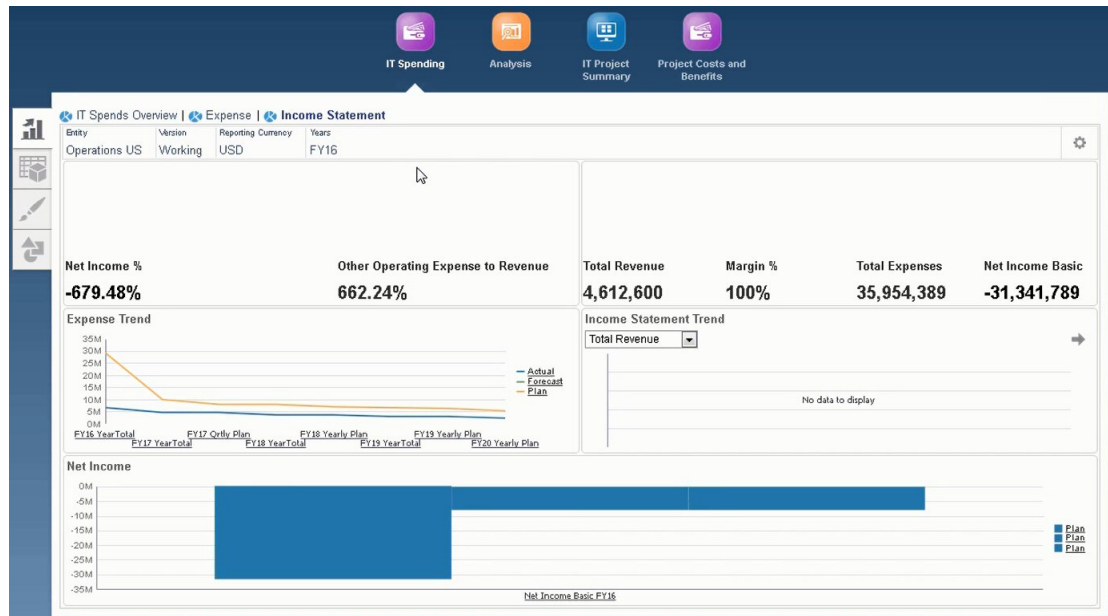 IT Spending
Analysis
IT Project Summary
Project Costs and Benefits
IT Spends Overview | Expense | Income Statement
Entity Version Reporting Currency Years
Operations US Working USD FY16
Net Income % Other Operating Expense to Revenue Total Revenue Margin % Total Expenses Net Income Basic
-679.48% 662.24% 4,612,600 100% 35,954,389 -31,341,789
Expense Trend
35M
30M
25M
20M
15M
10M
5M
0M
Actual
Forecast
Plan
FY16 YearTotal FY17 Qrtly Plan FY18 Yearly Plan FY19 Yearly Plan
FY17 YearTotal FY18 YearTotal FY19 YearTotal FY20 Yearly Plan
Income Statement Trend
Total Revenue
No data to display
Net Income
0M
-5M
-10M
-15M
-20M
-25M
-30M
-35M
Plan
Plan
Plan
Net Income Basic FY16